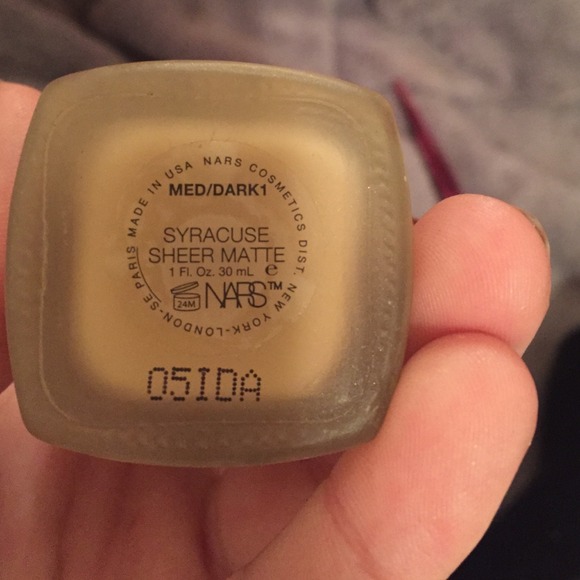 MADE IN USA NARS COSMETICS DIST. NEW YORK-LONDON-SE PARIS
MED/DARK1
SYRACUSE
SHEER MATTE
1 Fl. Oz. 30 mL ℮
24M NARS™
05IDA